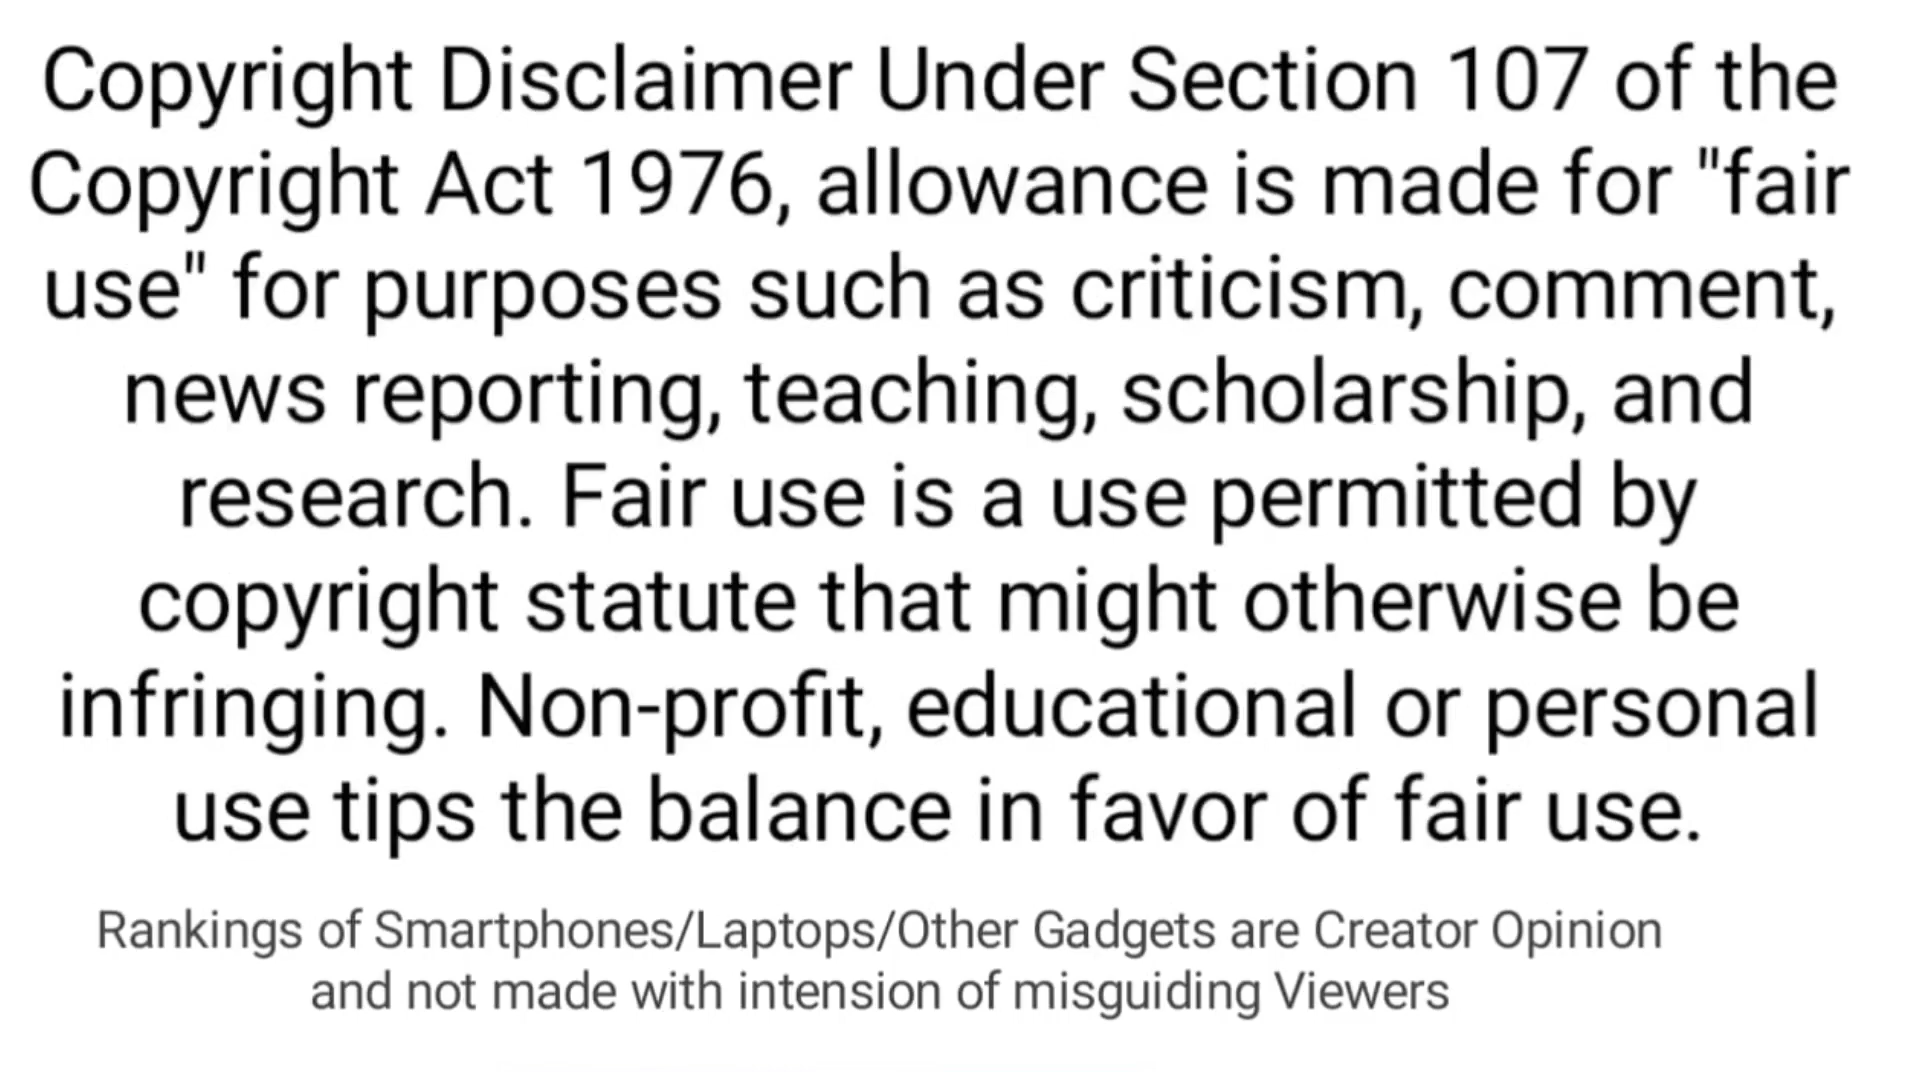 Copyright Disclaimer Under Section 107 of the
Copyright Act 1976, allowance is made for "fair
use" for purposes such as criticism, comment,
news reporting, teaching, scholarship, and
research. Fair use is a use permitted by
copyright statute that might otherwise be
infringing. Non-profit, educational or personal
use tips the balance in favor of fair use.
Rankings of Smartphones/Laptops/Other Gadgets are Creator Opinion
and not made with intension of misguiding Viewers